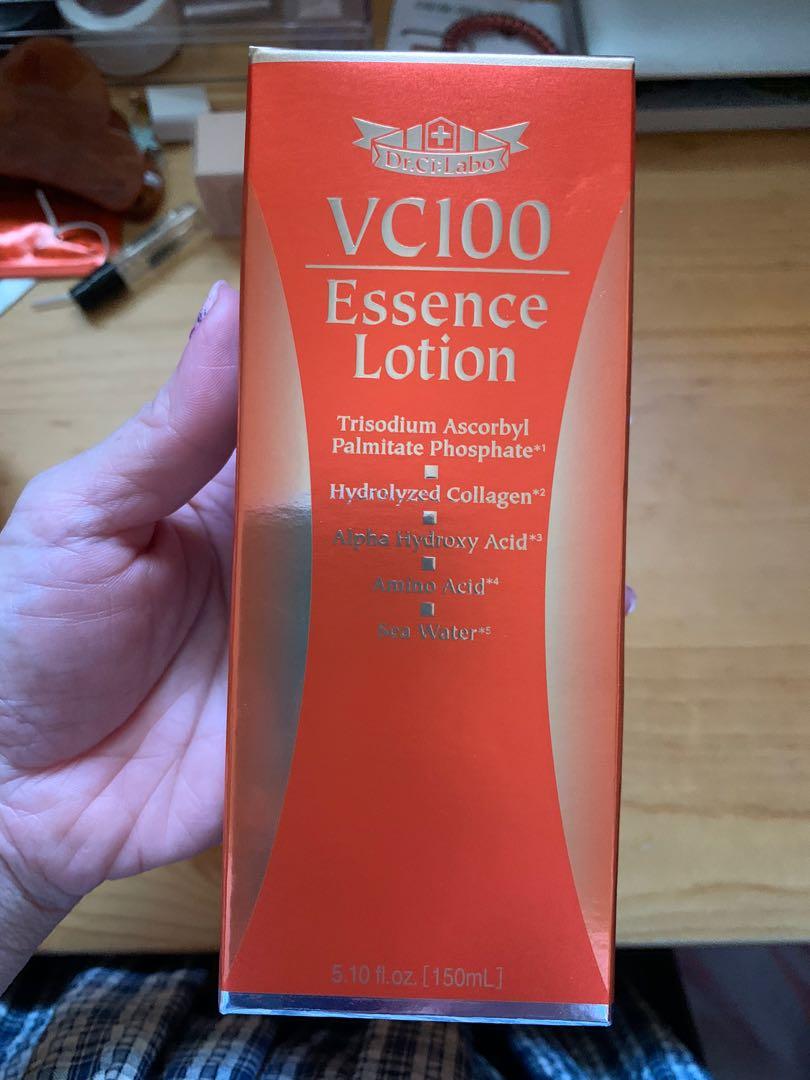 Dr.Ci:Labo
VC100
Essence
Lotion
Trisodium Ascorbyl
Palmitate Phosphate*1
Hydrolyzed Collagen*2
Alpha Hydroxy Acid*3
Amino Acid*4
Sea Water*5
5.10 fl.oz. [150mL]